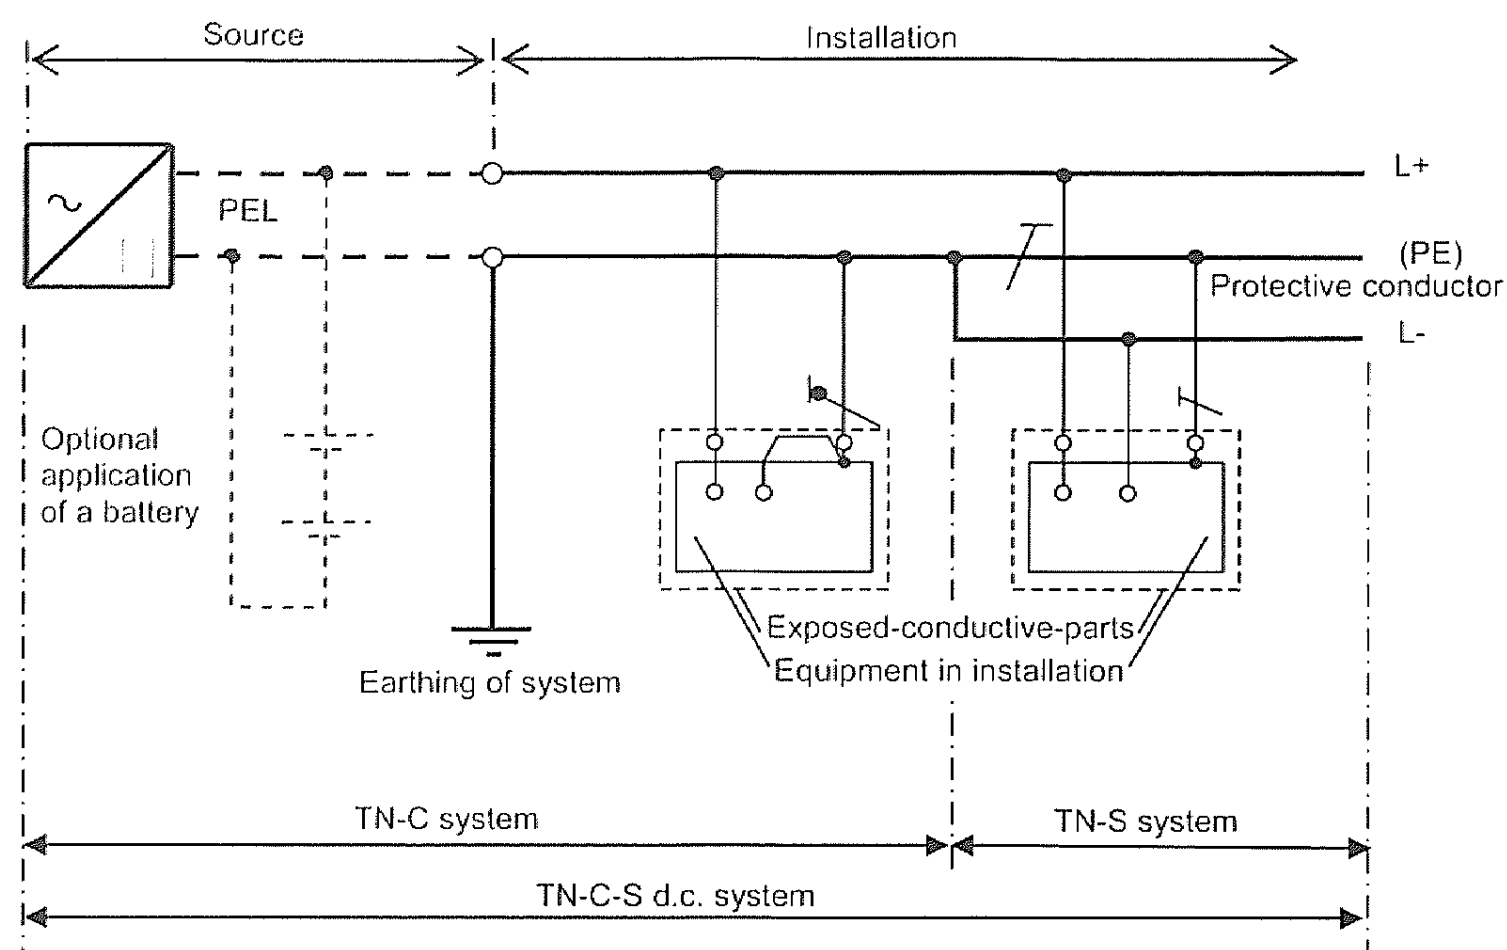 Source
Installation
L+
PEL
(PE)
Protective conductor
L-
Optional
application
of a battery
Exposed-conductive-parts
Equipment in installation
Earthing of system
TN-C system
TN-S system
TN-C-S d.c. system